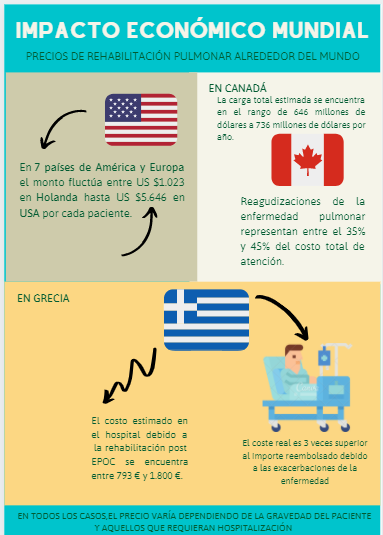 IMPACTO ECONÓMICO MUNDIAL
PRECIOS DE REHABILITACIÓN PULMONAR ALREDEDOR DEL MUNDO
En 7 países de América y Europa
el monto fluctúa entre US $1.023
en Holanda hasta US $5.646 en
USA por cada paciente.
EN CANADÁ
La carga total estimada se encuentra
en el rango de 646 millones de
dólares a 736 millones de dólares por
año.
Reagudizaciones de la
enfermedad pulmonar
representan entre el 35%
y 45% del costo total de
atención.
EN GRECIA
El costo estimado en
el hospital debido a
la rehabilitación post
EPOC se encuentra
entre 793 € y 1.800 €.
El coste real es 3 veces superior
al importe reembolsado debido
a las exacerbaciones de la
enfermedad
EN TODOS LOS CASOS,EL PRECIO VARÍA DEPENDIENDO DE LA GRAVEDAD DEL PACIENTE
Y AQUELLOS QUE REQUIERAN HOSPITALIZACIÓN